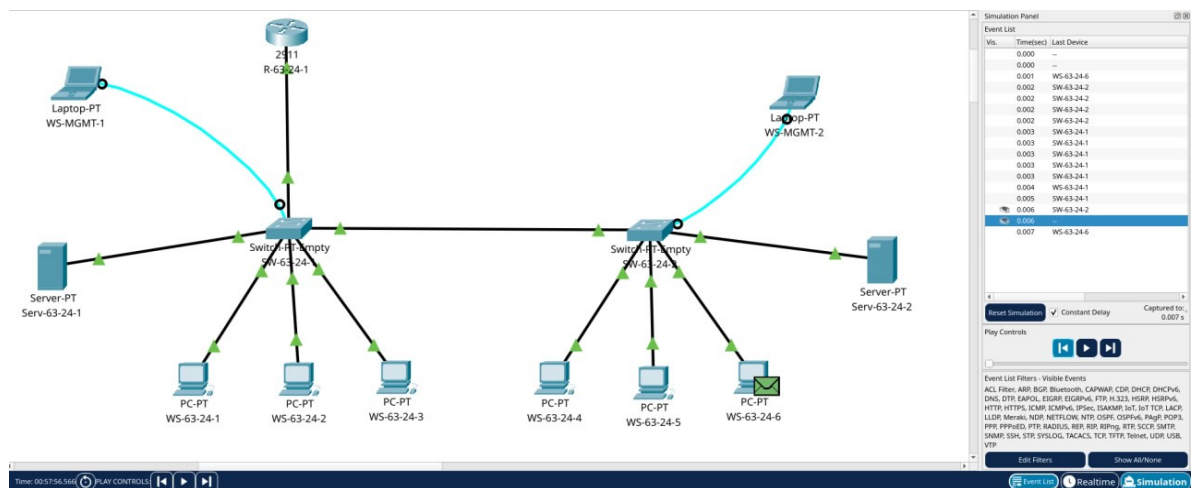 2911
R-63-24-1
Laptop-PT
WS-MGMT-1
Laptop-PT
WS-MGMT-2
Switch-PT-Empty
SW-63-24-1
Switch-PT-Empty
SW-63-24-2
Server-PT
Serv-63-24-1
Server-PT
Serv-63-24-2
PC-PT
WS-63-24-1
PC-PT
WS-63-24-2
PC-PT
WS-63-24-3
PC-PT
WS-63-24-4
PC-PT
WS-63-24-5
PC-PT
WS-63-24-6
Time: 00:57:56.566 PLAY CONTROLS:
Simulation Panel
Event List
Vis. Time(sec) Last Device
0.000 --
0.000 --
0.001 WS-63-24-6
0.002 SW-63-24-2
0.002 SW-63-24-2
0.002 SW-63-24-2
0.002 SW-63-24-2
0.003 SW-63-24-1
0.003 SW-63-24-1
0.003 SW-63-24-1
0.003 SW-63-24-1
0.004 WS-63-24-1
0.005 SW-63-24-1
0.006 SW-63-24-2
0.006 --
0.007 WS-63-24-6
Reset Simulation Constant Delay Captured to:
0.007 s
Play Controls
Event List Filters - Visible Events
ACL Filter, ARP, BGP, Bluetooth, CAPWAP, CDP, DHCP, DHCPv6,
DNS, DTP, EAPOL, EIGRP, EIGRPv6, FTP, H.323, HSRP, HSRPv6,
HTTP, HTTPS, ICMP, ICMPv6, IPSec, ISAKMP, IoT, IoT TCP, LACP,
LLDP, Meraki, NDP, NETFLOW, NTP, OSPF, OSPFv6, PAgP, POP3,
PPP, PPPoED, PTP, RADIUS, REP, RIP, RIPng, RTP, SCCP, SMTP,
SNMP, SSH, STP, SYSLOG, TACACS, TCP, TFTP, Telnet, UDP, USB,
VTP
Edit Filters Show All/None
Event List Realtime Simulation